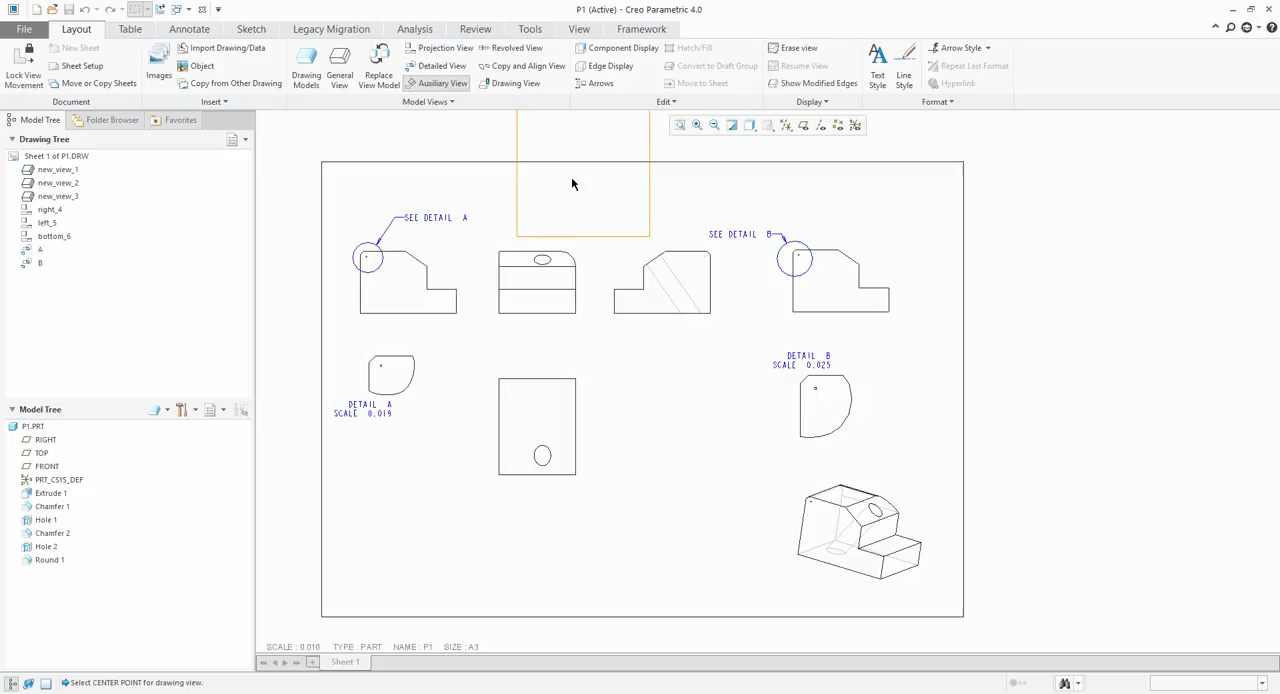 P1 (Active) - Creo Parametric 4.0
File
Layout
Table
Annotate
Sketch
Legacy Migration
Analysis
Review
Tools
View
Framework
Lock View
Movement
New Sheet
Sheet Setup
Move or Copy Sheets
Document
Images
Import Drawing/Data
Object
Copy from Other Drawing
Insert
Drawing
Models
General
View
Replace
View Model
Projection View
Detailed View
Auxiliary View
Revolved View
Copy and Align View
Drawing View
Model Views
Component Display
Edge Display
Arrows
Hatch/Fill
Convert to Draft Group
Move to Sheet
Edit
Erase view
Resume View
Show Modified Edges
Display
Text
Style
Line
Style
Arrow Style
Repeat Last Format
Hyperlink
Format
Model Tree
Folder Browser
Favorites
Drawing Tree
Sheet 1 of P1.DRW
new_view_1
new_view_2
new_view_3
right_4
left_5
bottom_6
A
B
Model Tree
P1.PRT
RIGHT
TOP
FRONT
PRT_CSYS_DEF
Extrude 1
Chamfer 1
Hole 1
Chamfer 2
Hole 2
Round 1
SEE DETAIL A
SEE DETAIL B
DETAIL A
SCALE 0.019
DETAIL B
SCALE 0.025
SCALE : 0.010 TYPE : PART NAME : P1 SIZE : A3
Sheet 1
Select CENTER POINT for drawing view.